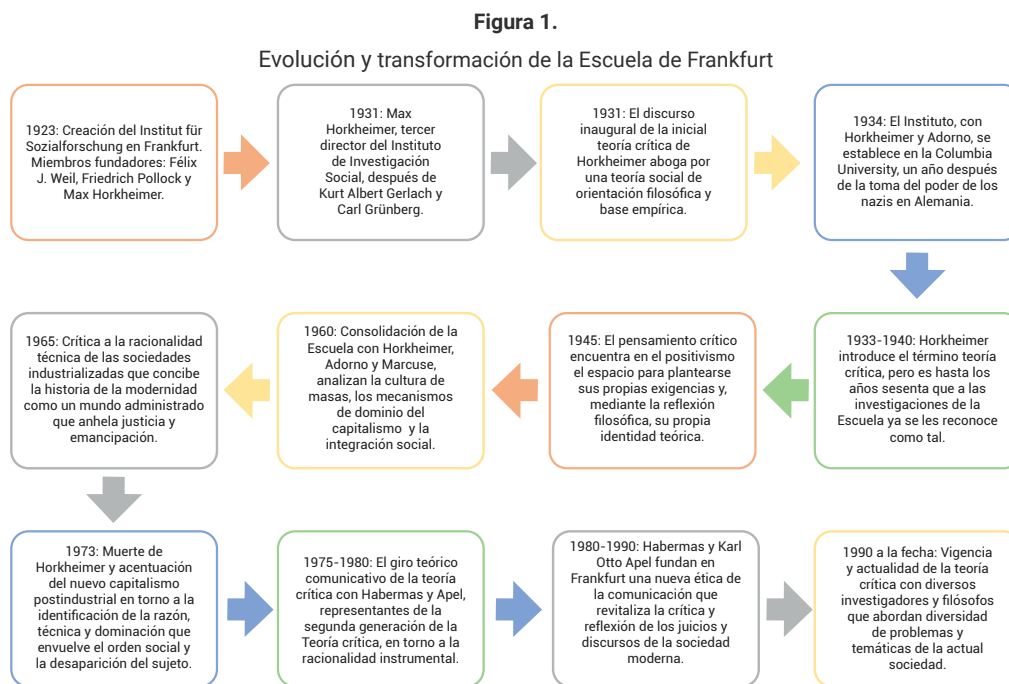 Figura 1.
Evolución y transformación de la Escuela de Frankfurt
1923: Creación del Institut für
Sozialforschung en Frankfurt.
Miembros fundadores: Félix
J. Weil, Friedrich Pollock y
Max Horkheimer.
1931: Max
Horkheimer, tercer
director del Instituto
de Investigación
Social, después de
Kurt Albert Gerlach y
Carl Grünberg.
1931: El discurso
inaugural de la inicial
teoría crítica de
Horkheimer aboga por
una teoría social de
orientación filosófica y
base empírica.
1934: El Instituto, con
Horkheimer y Adorno, se
establece en la Columbia
University, un año después
de la toma del poder de los
nazis en Alemania.
1933-1940: Horkheimer
introduce el término teoría
crítica, pero es hasta los
años sesenta que a las
investigaciones de la
Escuela ya se les reconoce
como tal.
1945: El pensamiento crítico
encuentra en el positivismo
el espacio para plantearse
sus propias exigencias y,
mediante la reflexión
filosófica, su propia
identidad teórica.
1960: Consolidación de la
Escuela con Horkheimer,
Adorno y Marcuse,
analizan la cultura de
masas, los mecanismos
de dominio del
capitalismo y la
integración social.
1965: Crítica a la racionalidad
técnica de las sociedades
industrializadas que concibe
la historia de la modernidad
como un mundo administrado
que anhela justicia y
emancipación.
1973: Muerte de
Horkheimer y acentuación
del nuevo capitalismo
postindustrial en torno a la
identificación de la razón,
técnica y dominación que
envuelve el orden social y
la desaparición del sujeto.
1975-1980: El giro teórico
comunicativo de la teoría
crítica con Habermas y Apel,
representantes de la
segunda generación de la
Teoría crítica, en torno a la
racionalidad instrumental.
1980-1990: Habermas y Karl
Otto Apel fundan en
Frankfurt una nueva ética de
la comunicación que
revitaliza la crítica y
reflexión de los juicios y
discursos de la sociedad
moderna.
1990 a la fecha: Vigencia
y actualidad de la teoría
crítica con diversos
investigadores y filósofos
que abordan diversidad
de problemas y
temáticas de la actual
sociedad.